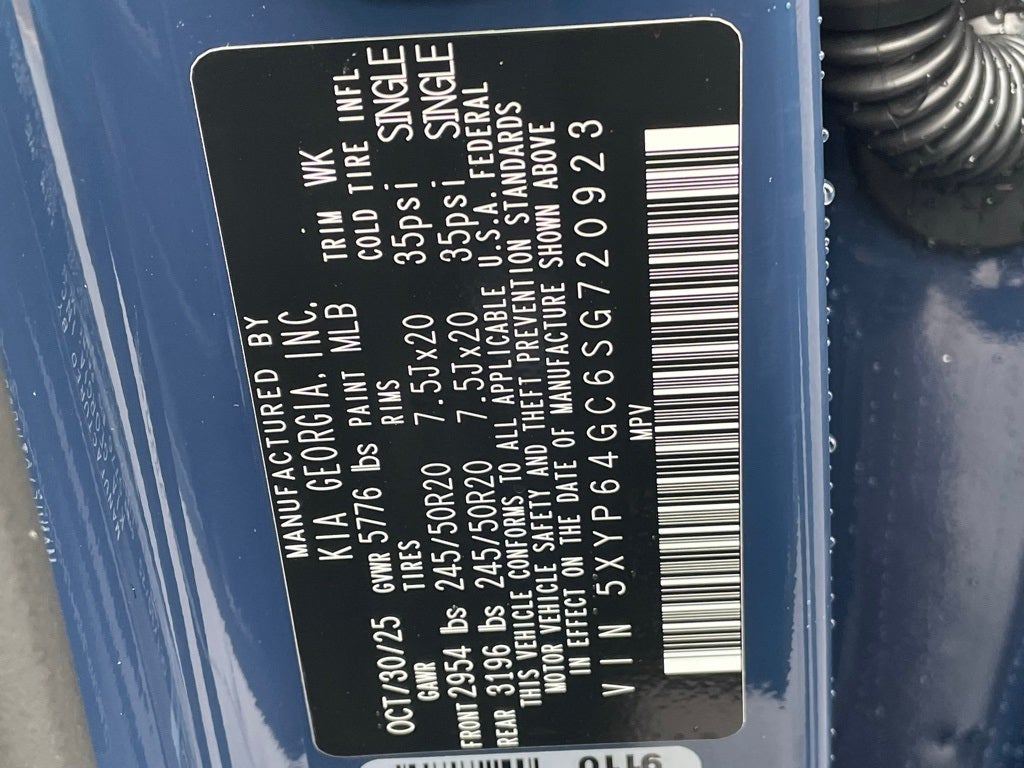 MANUFACTURED BY
KIA GEORGIA, INC.
OCT/30/25 GVWR 5776 lbs PAINT MLB TRIM WK
GAWR TIRES RIMS COLD TIRE INFL
FRONT 2954 lbs 245/50R20 7.5Jx20 35psi SINGLE
REAR 3196 lbs 245/50R20 7.5Jx20 35psi SINGLE
THIS VEHICLE CONFORMS TO ALL APPLICABLE U.S.A. FEDERAL
MOTOR VEHICLE SAFETY AND THEFT PREVENTION STANDARDS
IN EFFECT ON THE DATE OF MANUFACTURE SHOWN ABOVE
VIN 5XYP64GC6SG720923
MPV